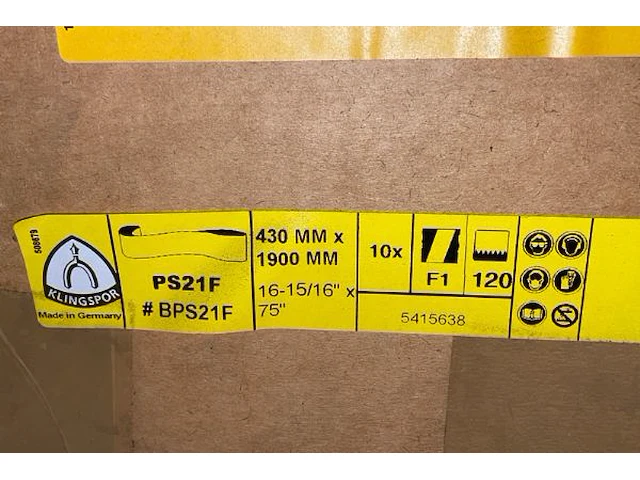 508679
KLINGSPOR
Made in Germany
PS21F
# BPS21F
430 MM x
1900 MM
16-15/16" x
75"
10x
F1
120
5415638